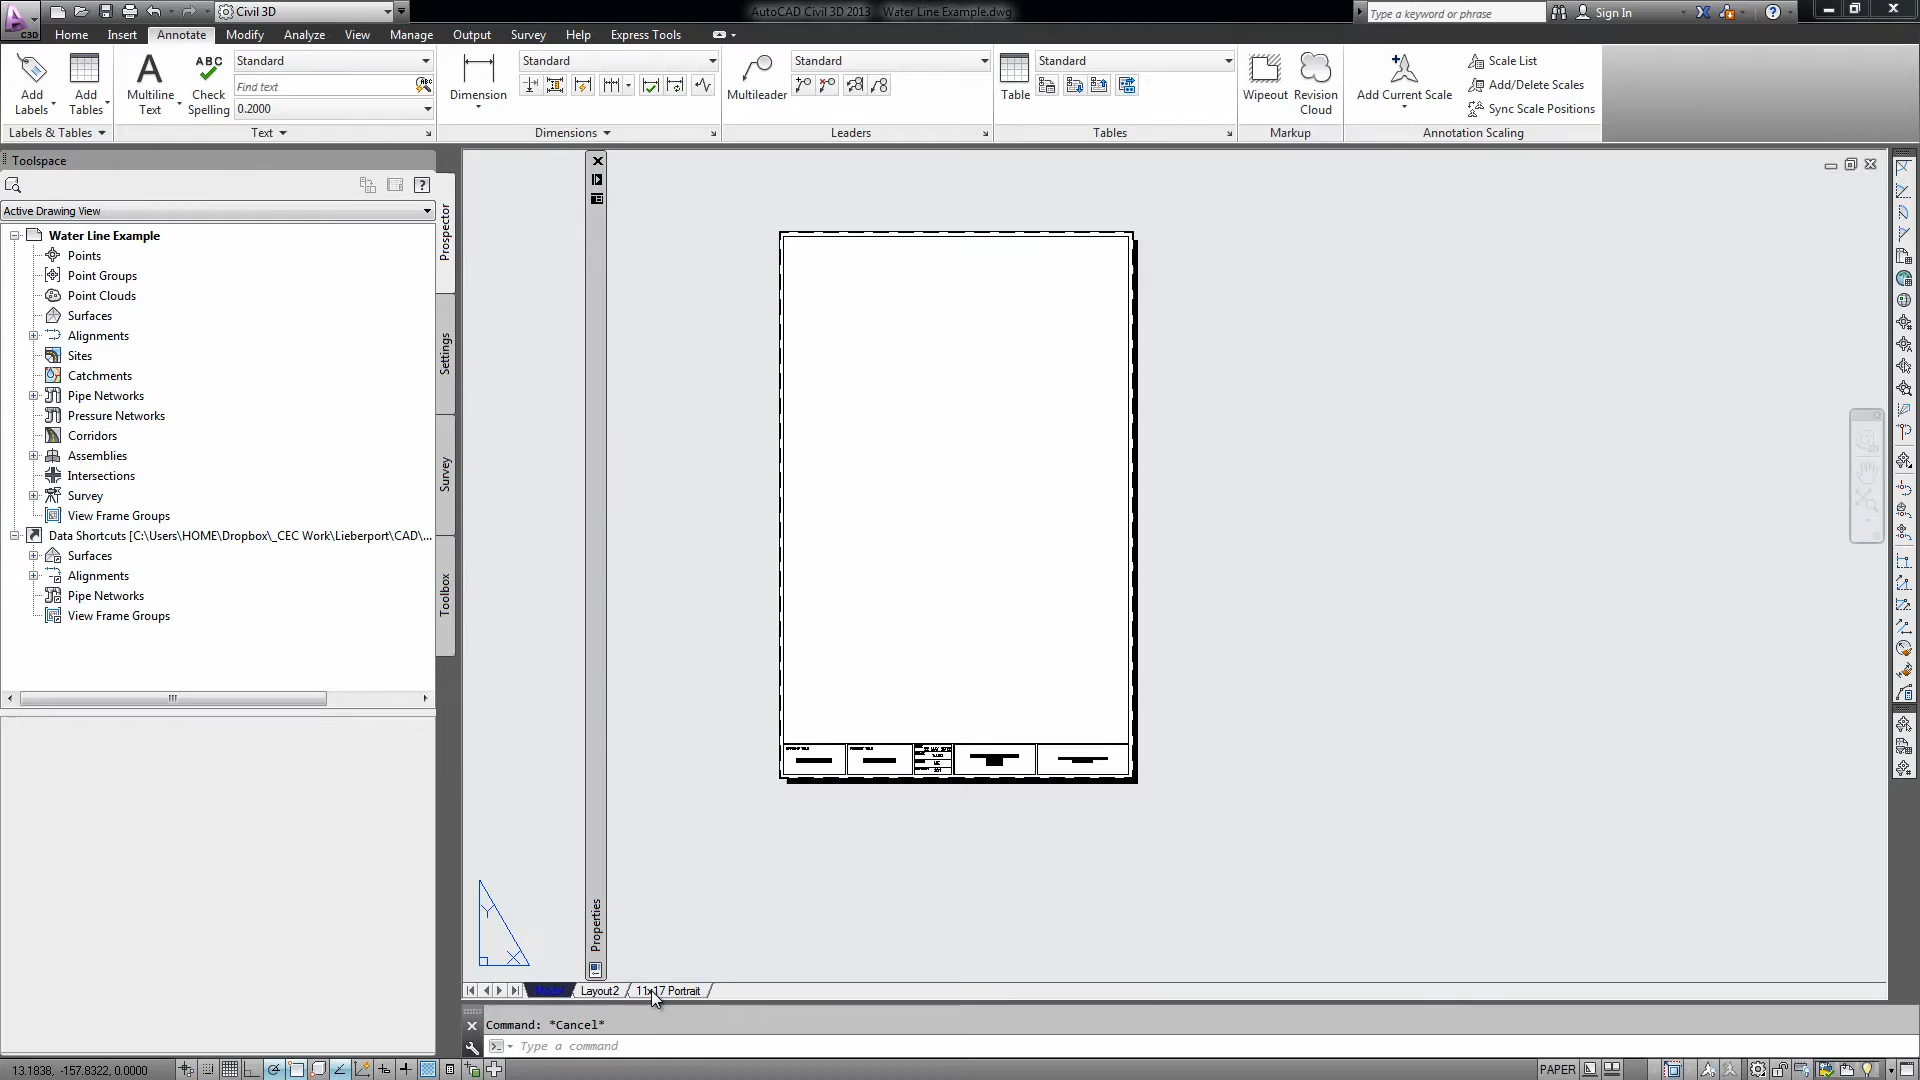 Civil 3D
AutoCAD Civil 3D 2013 Water Line Example.dwg
Type a keyword or phrase
Sign In
C3D
Home Insert Annotate Modify Analyze View Manage Output Survey Help Express Tools
Add Labels
Add Tables
Multiline Text
ABC
Check Spelling
Standard
Find text
0.2000
Dimension
Standard
Multileader
Standard
Table
Standard
Wipeout
Revision Cloud
Add Current Scale
Scale List
Add/Delete Scales
Sync Scale Positions
Labels & Tables
Text
Dimensions
Leaders
Tables
Markup
Annotation Scaling
Toolspace
Active Drawing View
Water Line Example
Points
Point Groups
Point Clouds
Surfaces
Alignments
Sites
Catchments
Pipe Networks
Pressure Networks
Corridors
Assemblies
Intersections
Survey
View Frame Groups
Data Shortcuts [C:\Users\HOME\Dropbox\_CEC Work\Lieberport\CAD\...
Surfaces
Alignments
Pipe Networks
View Frame Groups
Prospector
Settings
Survey
Toolbox
Properties
Y
X
Model Layout2 11x17 Portrait
Command: *Cancel*
Type a command
13.1838, -157.8322, 0.0000
PAPER